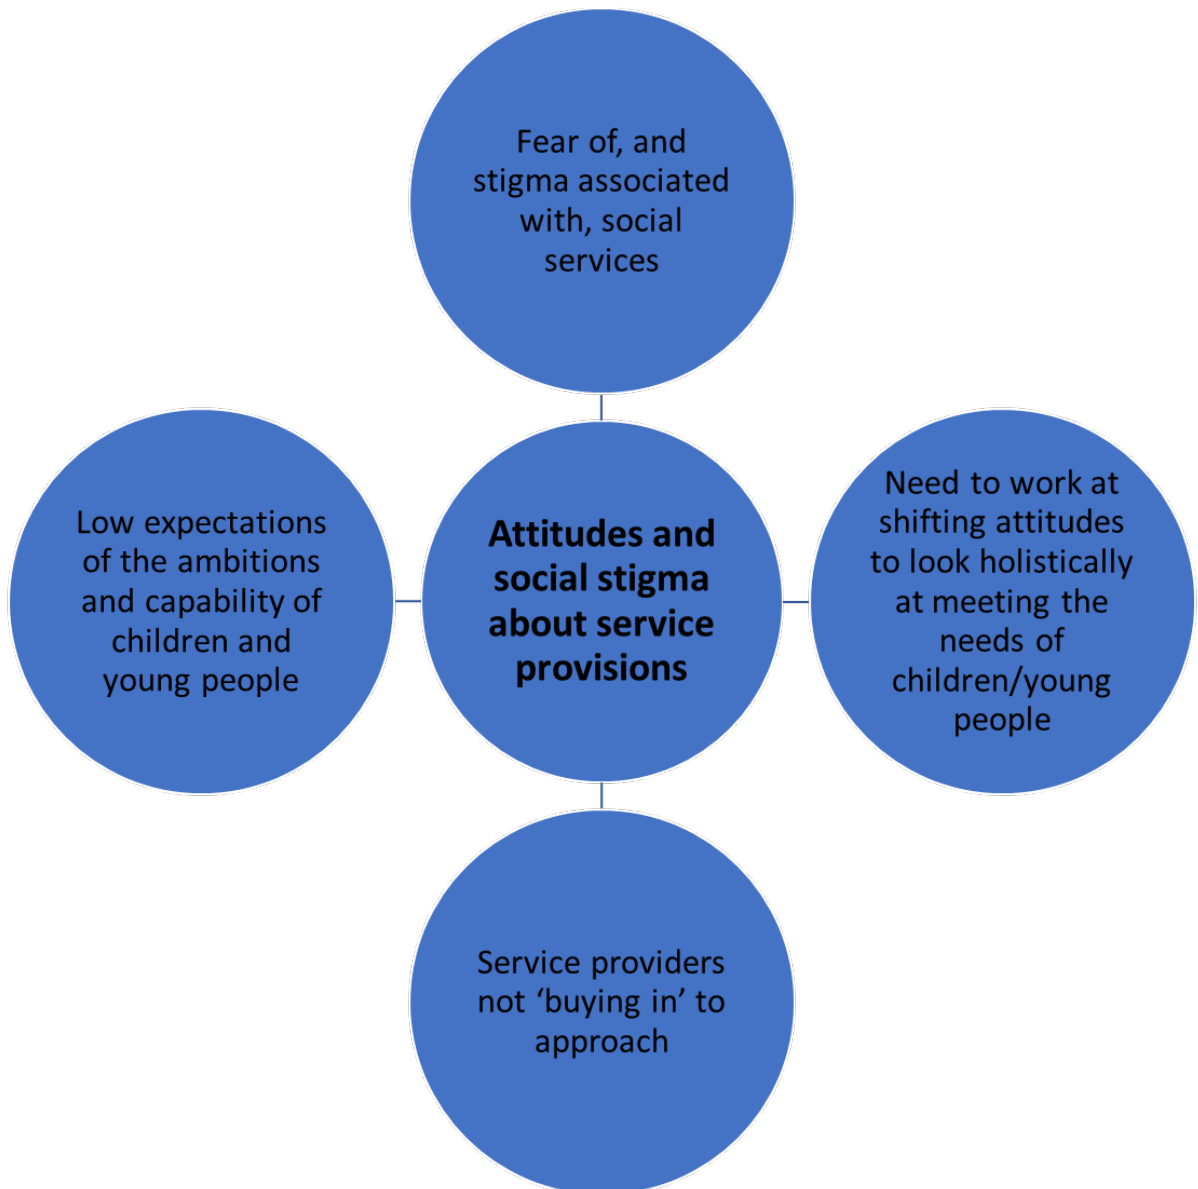 Fear of, and
stigma associated
with, social
services
Low expectations
of the ambitions
and capability of
children and
young people
Attitudes and
social stigma
about service
provisions
Need to work at
shifting attitudes
to look holistically
at meeting the
needs of
children/young
people
Service providers
not ‘buying in’ to
approach